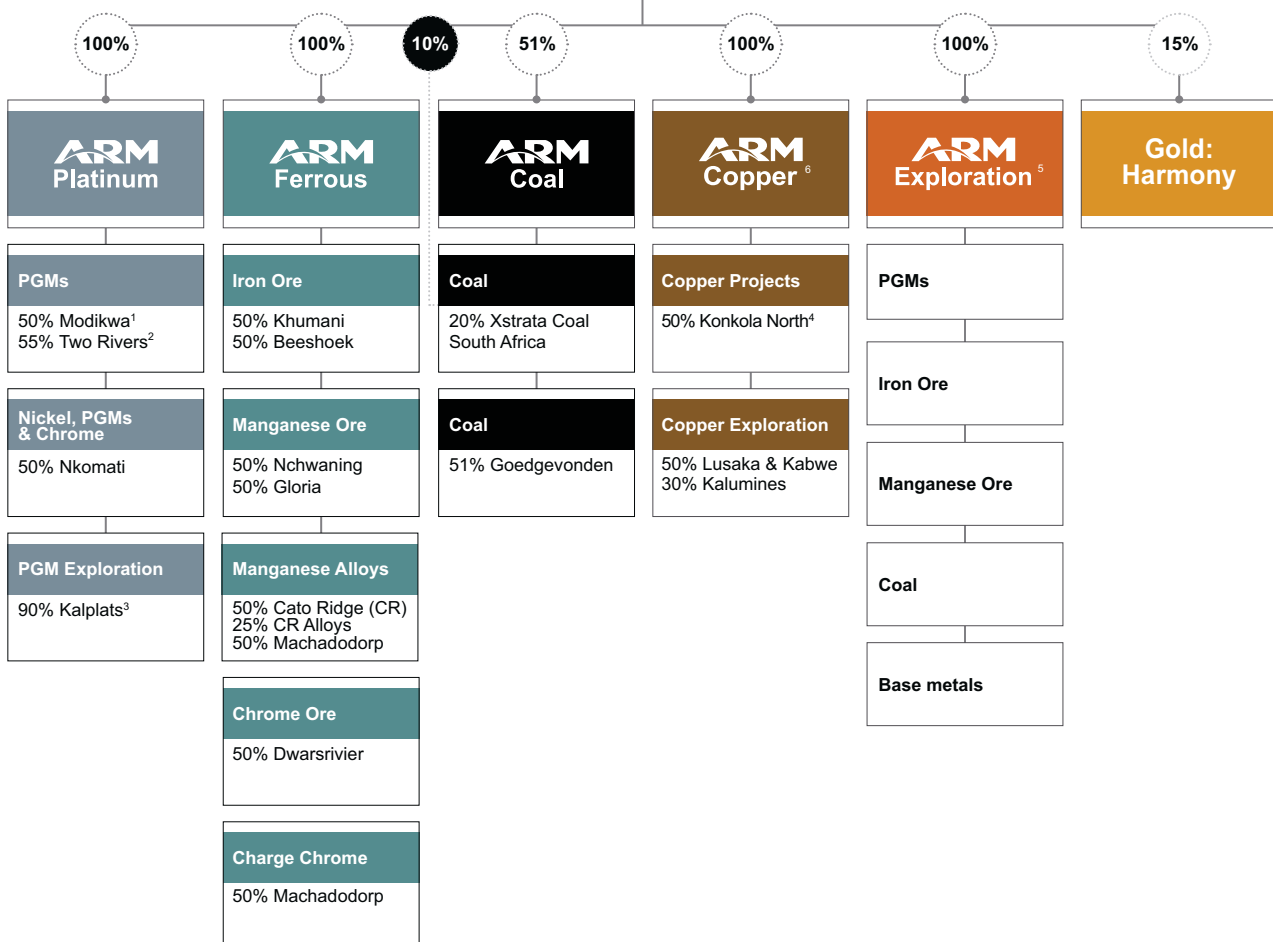 100%
100%
10%
51%
100%
100%
15%
ARM
Platinum
ARM
Ferrous
ARM
Coal
ARM
Copper 6
ARM
Exploration 5
Gold:
Harmony
PGMs
50% Modikwa1
55% Two Rivers2
Nickel, PGMs
& Chrome
50% Nkomati
PGM Exploration
90% Kalplats3
Iron Ore
50% Khumani
50% Beeshoek
Manganese Ore
50% Nchwaning
50% Gloria
Manganese Alloys
50% Cato Ridge (CR)
25% CR Alloys
50% Machadodorp
Chrome Ore
50% Dwarsrivier
Charge Chrome
50% Machadodorp
Coal
20% Xstrata Coal
South Africa
Coal
51% Goedgevonden
Copper Projects
50% Konkola North4
Copper Exploration
50% Lusaka & Kabwe
30% Kalumines
PGMs
Iron Ore
Manganese Ore
Coal
Base metals